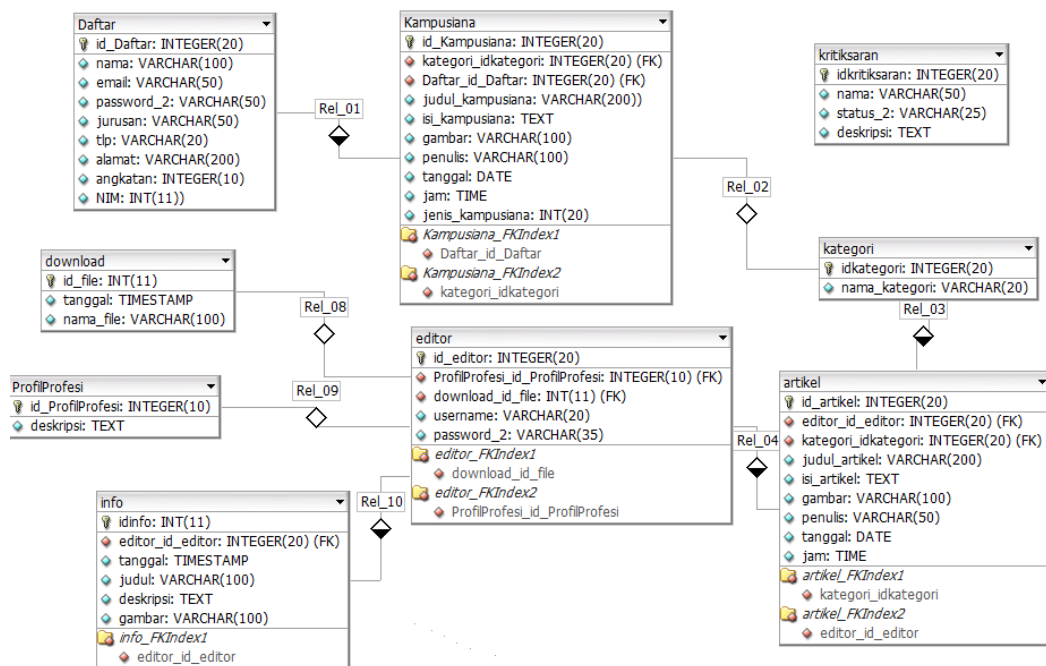 Daftar
id_Daftar: INTEGER(20)
nama: VARCHAR(100)
email: VARCHAR(50)
password_2: VARCHAR(50)
jurusan: VARCHAR(50)
tlp: VARCHAR(20)
alamat: VARCHAR(200)
angkatan: INTEGER(10)
NIM: INT(11))
Rel_01
Kampusiana
id_Kampusiana: INTEGER(20)
kategori_idkategori: INTEGER(20) (FK)
Daftar_id_Daftar: INTEGER(20) (FK)
judul_kampusiana: VARCHAR(200))
isi_kampusiana: TEXT
gambar: VARCHAR(100)
penulis: VARCHAR(100)
tanggal: DATE
jam: TIME
jenis_kampusiana: INT(20)
Kampusiana_FKIndex1
Daftar_id_Daftar
Kampusiana_FKIndex2
kategori_idkategori
kritiksaran
idkritiksaran: INTEGER(20)
nama: VARCHAR(50)
status_2: VARCHAR(25)
deskripsi: TEXT
Rel_02
kategori
idkategori: INTEGER(20)
nama_kategori: VARCHAR(20)
Rel_03
download
id_file: INT(11)
tanggal: TIMESTAMP
nama_file: VARCHAR(100)
Rel_08
ProfilProfesi
id_ProfilProfesi: INTEGER(10)
deskripsi: TEXT
Rel_09
editor
id_editor: INTEGER(20)
ProfilProfesi_id_ProfilProfesi: INTEGER(10) (FK)
download_id_file: INT(11) (FK)
username: VARCHAR(20)
password_2: VARCHAR(35)
editor_FKIndex1
download_id_file
editor_FKIndex2
ProfilProfesi_id_ProfilProfesi
Rel_04
artikel
id_artikel: INTEGER(20)
editor_id_editor: INTEGER(20) (FK)
kategori_idkategori: INTEGER(20) (FK)
judul_artikel: VARCHAR(200)
isi_artikel: TEXT
gambar: VARCHAR(100)
penulis: VARCHAR(50)
tanggal: DATE
jam: TIME
artikel_FKIndex1
kategori_idkategori
artikel_FKIndex2
editor_id_editor
Rel_10
info
idinfo: INT(11)
editor_id_editor: INTEGER(20) (FK)
tanggal: TIMESTAMP
judul: VARCHAR(100)
deskripsi: TEXT
gambar: VARCHAR(100)
info_FKIndex1
editor_id_editor